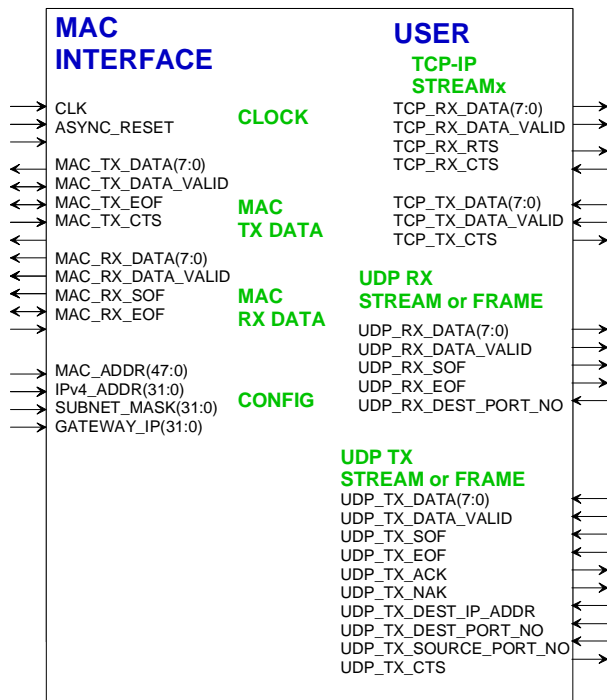 MAC
INTERFACE
CLK
ASYNC_RESET
CLOCK
MAC_TX_DATA(7:0)
MAC_TX_DATA_VALID
MAC_TX_EOF
MAC_TX_CTS
MAC
TX DATA
MAC_RX_DATA(7:0)
MAC_RX_DATA_VALID
MAC_RX_SOF
MAC_RX_EOF
MAC
RX DATA
MAC_ADDR(47:0)
IPv4_ADDR(31:0)
SUBNET_MASK(31:0)
GATEWAY_IP(31:0)
CONFIG
USER
TCP-IP
STREAMx
TCP_RX_DATA(7:0)
TCP_RX_DATA_VALID
TCP_RX_RTS
TCP_RX_CTS
TCP_TX_DATA(7:0)
TCP_TX_DATA_VALID
TCP_TX_CTS
UDP RX
STREAM or FRAME
UDP_RX_DATA(7:0)
UDP_RX_DATA_VALID
UDP_RX_SOF
UDP_RX_EOF
UDP_RX_DEST_PORT_NO
UDP TX
STREAM or FRAME
UDP_TX_DATA(7:0)
UDP_TX_DATA_VALID
UDP_TX_SOF
UDP_TX_EOF
UDP_TX_ACK
UDP_TX_NAK
UDP_TX_DEST_IP_ADDR
UDP_TX_DEST_PORT_NO
UDP_TX_SOURCE_PORT_NO
UDP_TX_CTS